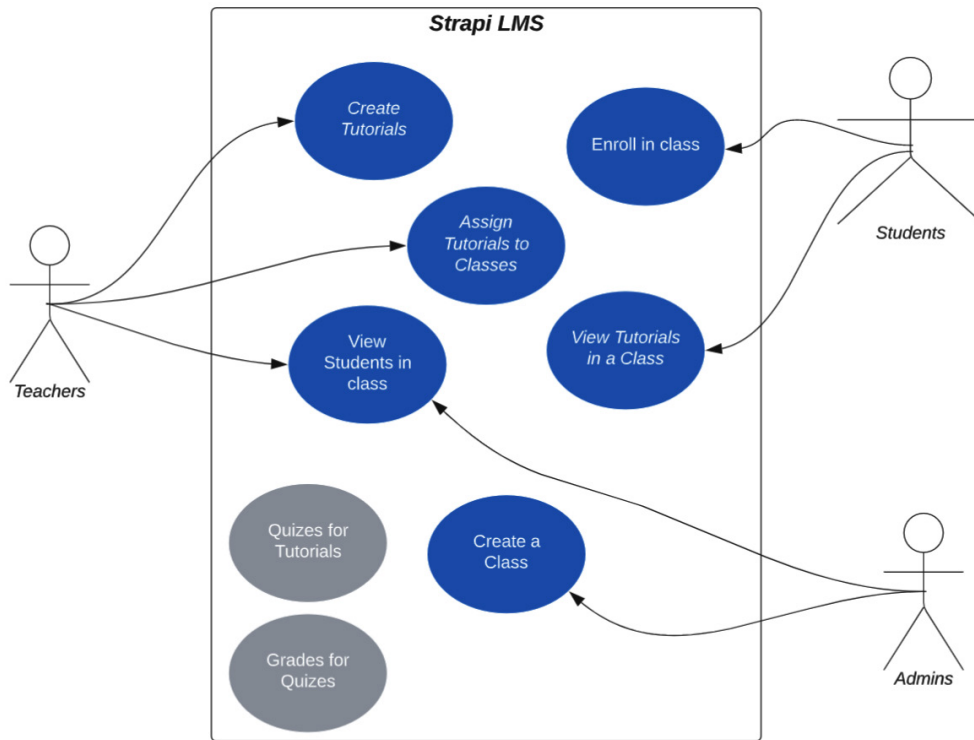 Strapi LMS
Create
Tutorials
Enroll in class
Assign
Tutorials to
Classes
Students
View
Students in
class
View Tutorials
in a Class
Teachers
Quizes for
Tutorials
Create a
Class
Grades for
Quizes
Admins